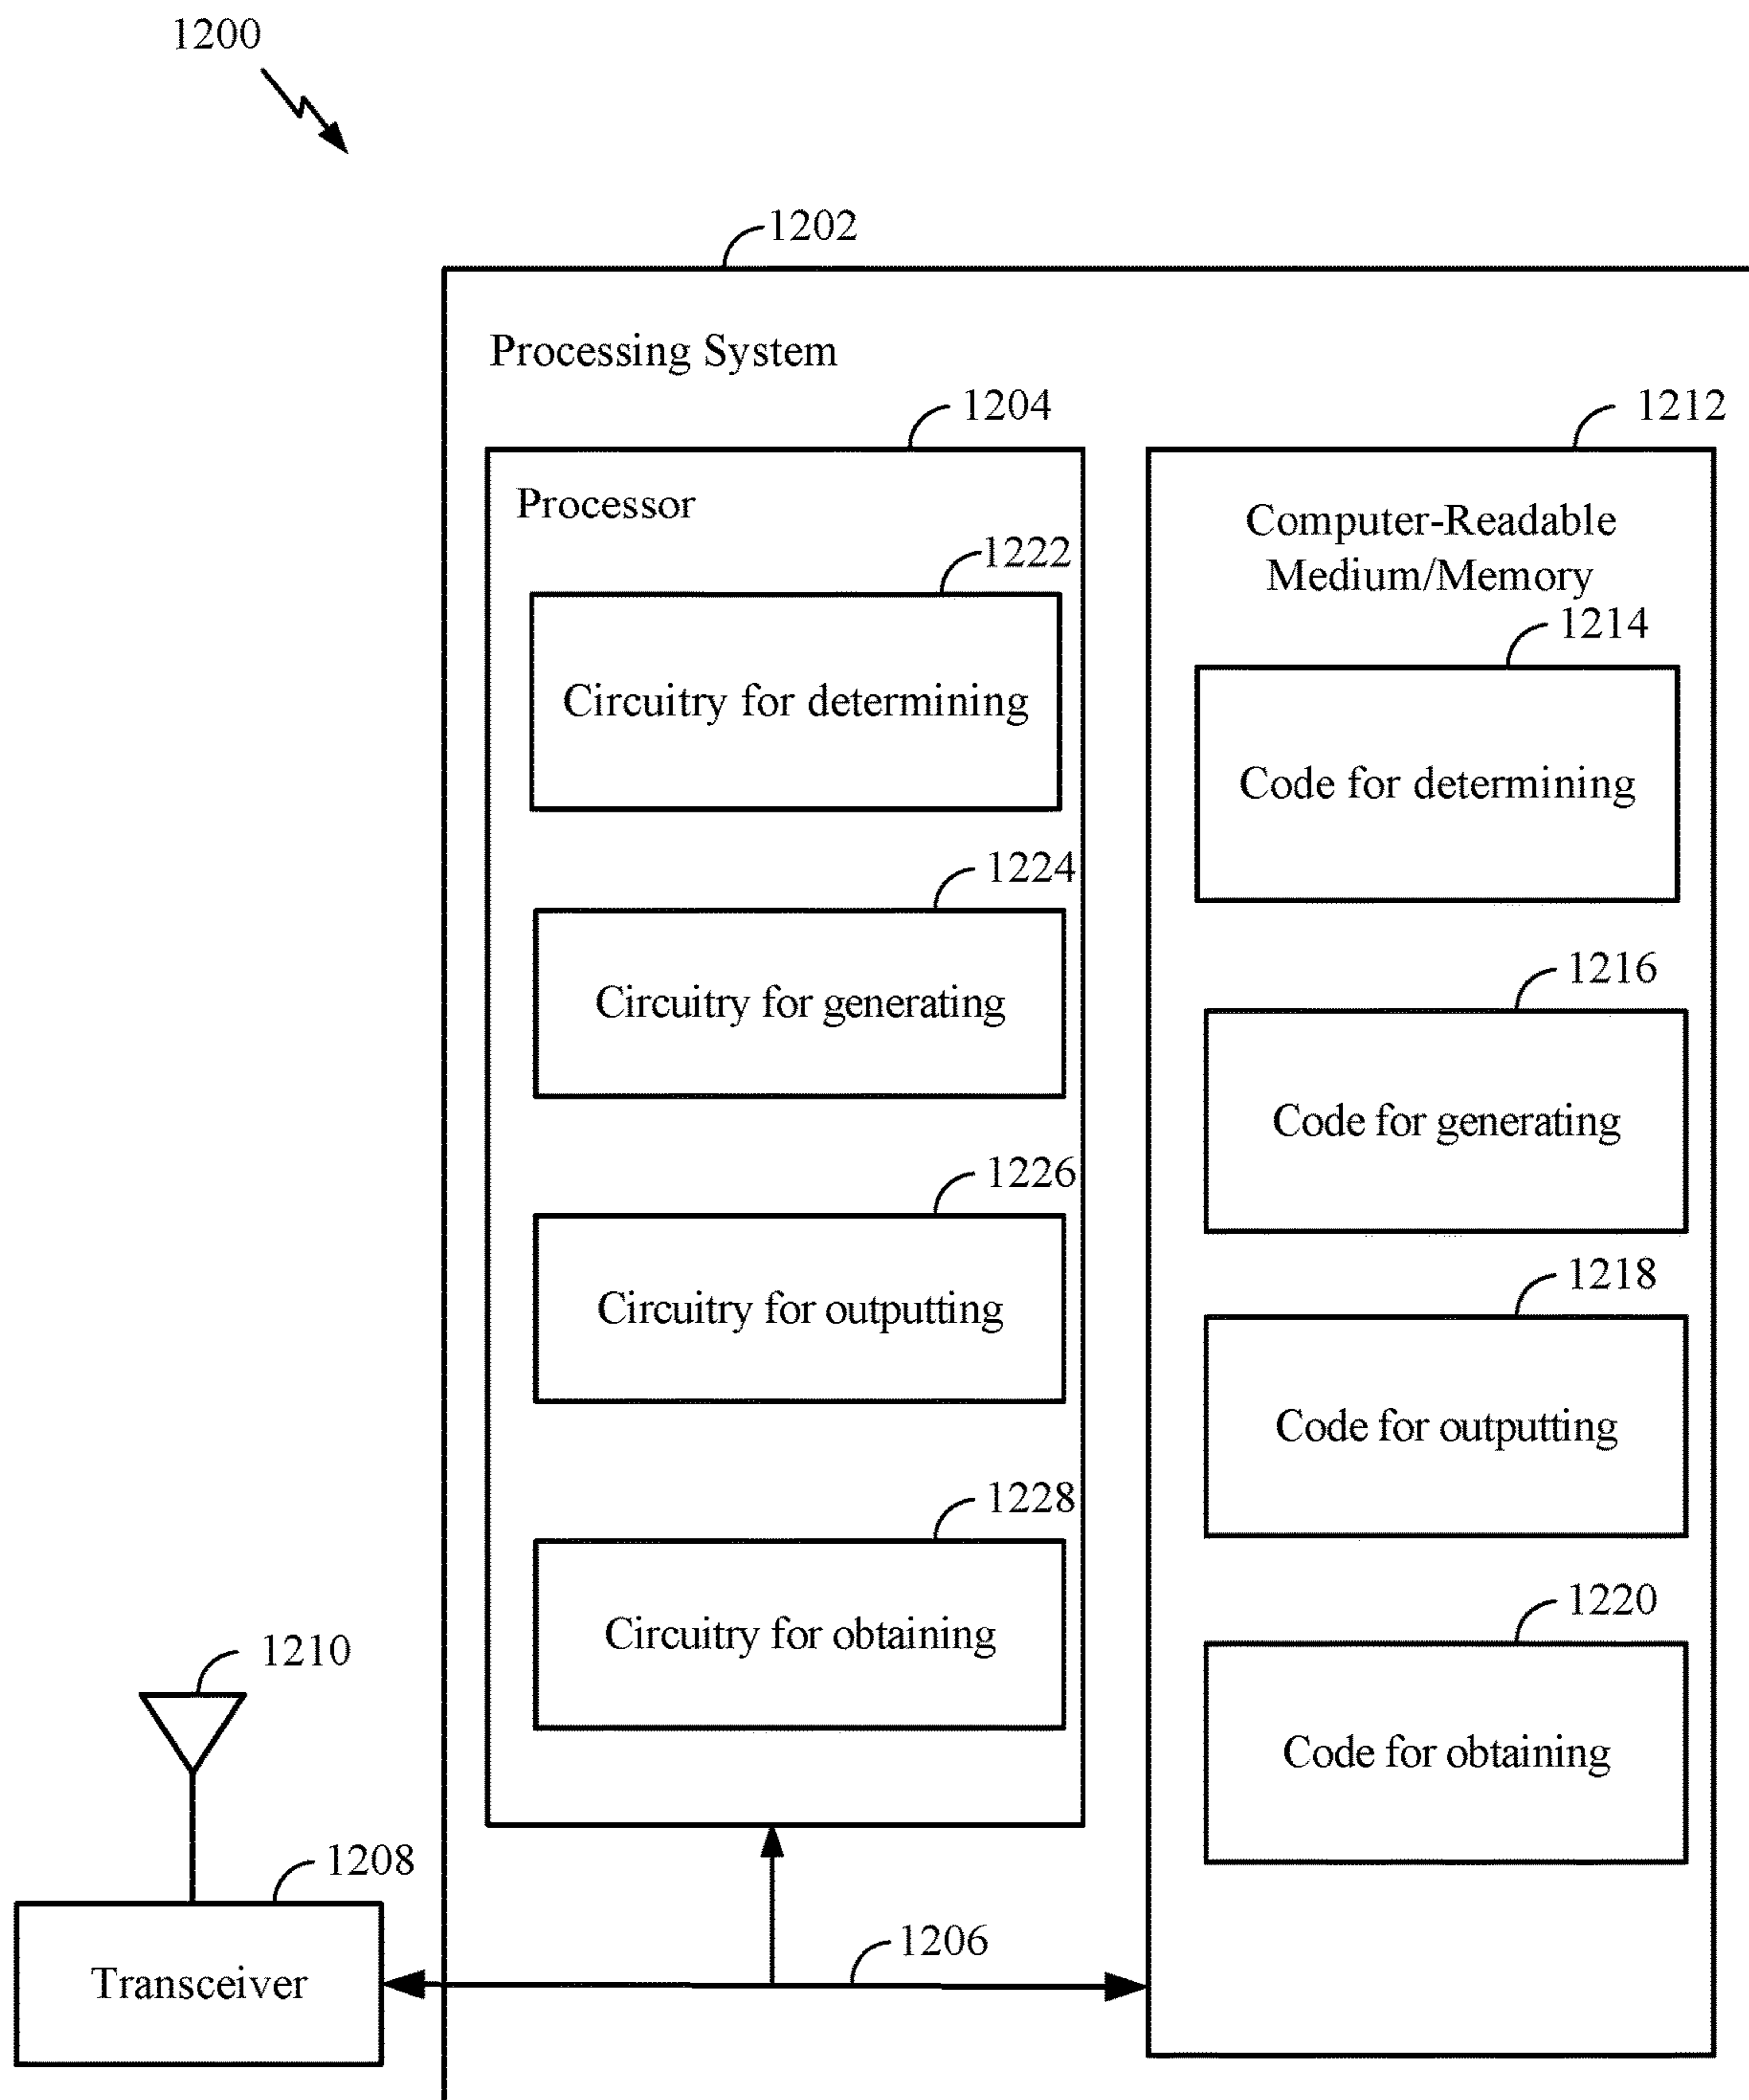 1200
1202
Processing System
1204
1212
Processor
Computer-Readable
Medium/Memory
1222
1214
Circuitry for determining
Code for determining
1224
1216
Circuitry for generating
Code for generating
1226
1218
Circuitry for outputting
Code for outputting
1228
1220
Circuitry for obtaining
Code for obtaining
1210
1208
Transceiver
1206